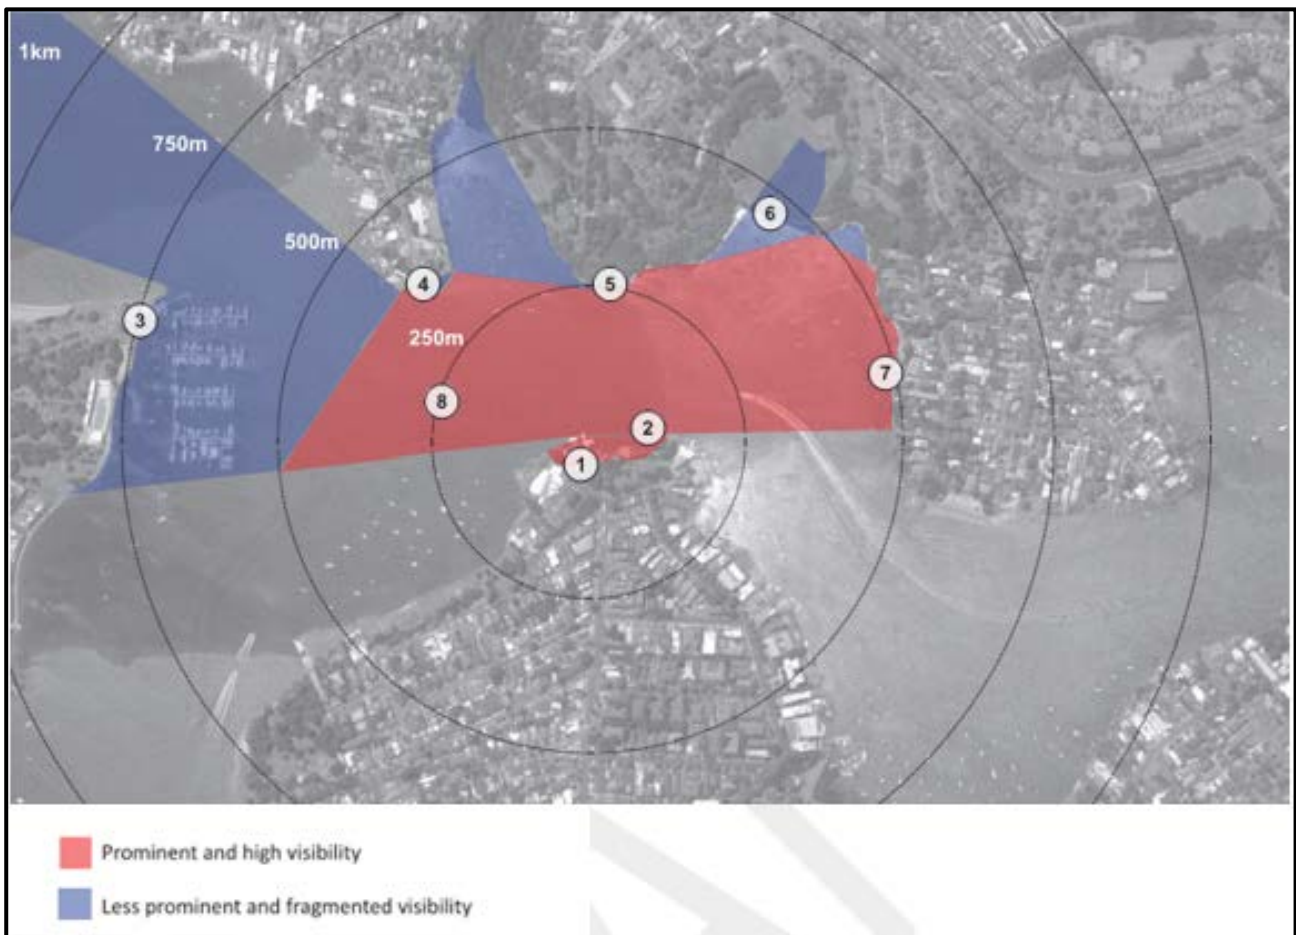 1km
750m
6
500m
4
5
3
250m
7
8
2
1
Prominent and high visibility
Less prominent and fragmented visibility